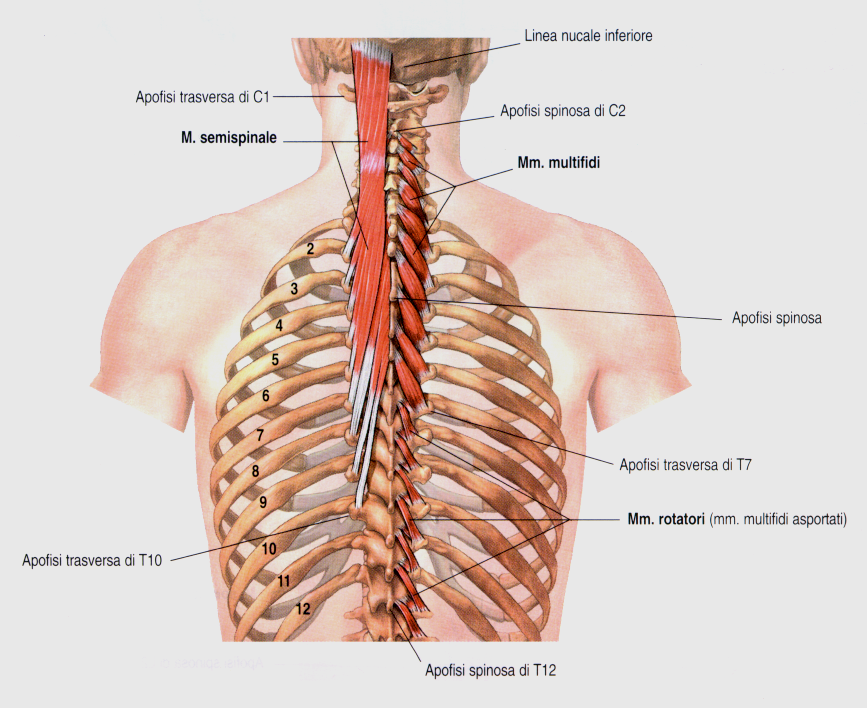 Linea nucale inferiore
Apofisi trasversa di C1
Apofisi spinosa di C2
M. semispinale
Mm. multifidi
2
3
4
5
6
7
8
9
10
11
12
Apofisi spinosa
Apofisi trasversa di T7
Mm. rotatori (mm. multifidi asportati)
Apofisi trasversa di T10
Apofisi spinosa di T12